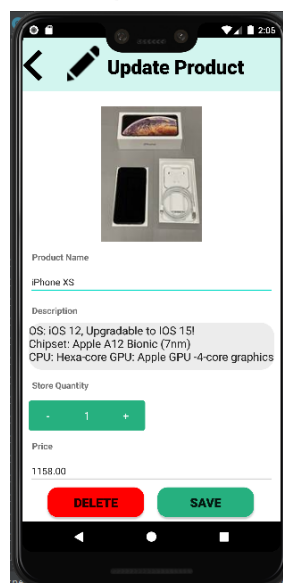 2:05
Update Product
Product Name
iPhone XS
Description
OS: iOS 12, Upgradable to IOS 15!
Chipset: Apple A12 Bionic (7nm)
CPU: Hexa-core GPU: Apple GPU -4-core graphics
Store Quantity
- 1 +
Price
1158.00
DELETE SAVE